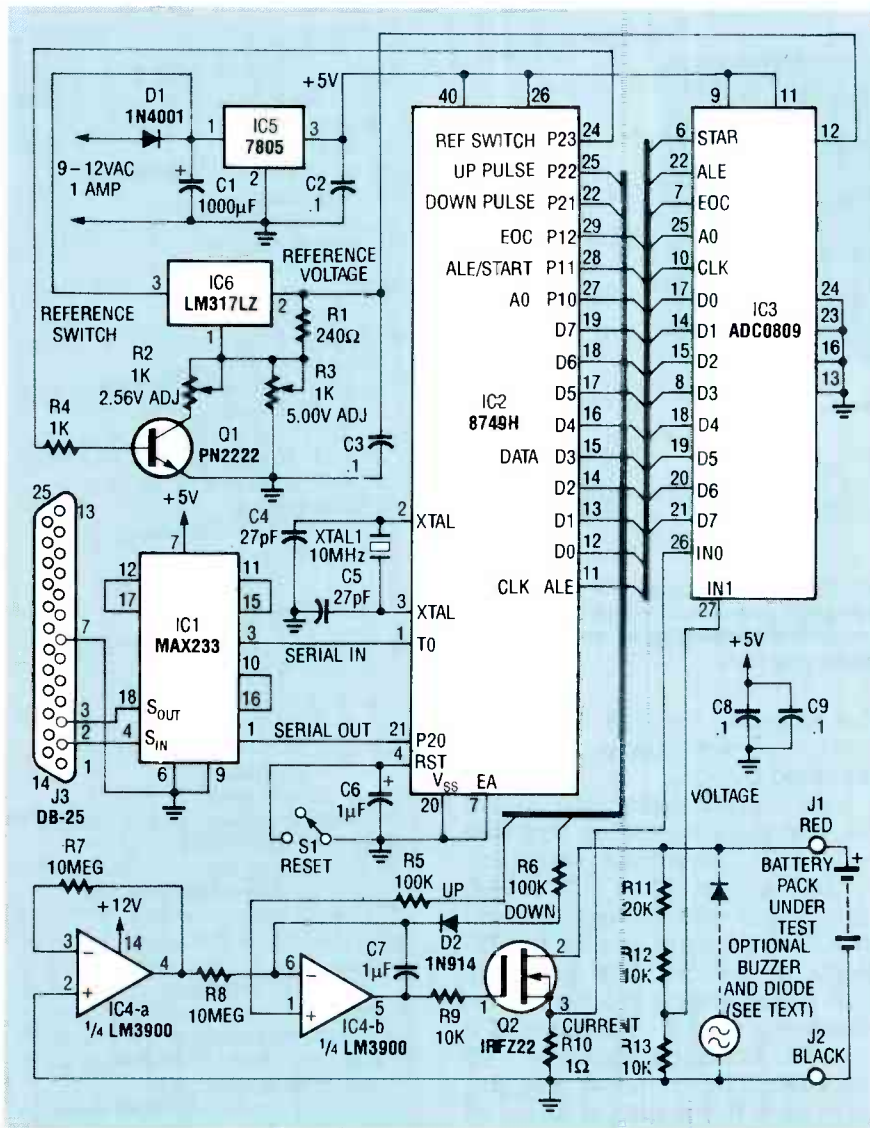 +5V
D1
1N4001
1
IC5
7805
3
2
9–12VAC
1 AMP
+
C1
1000µF
C2
.1
REFERENCE
VOLTAGE
3
IC6
LM317LZ
2
1
REFERENCE
SWITCH
R1
240Ω
R2
1K
2.56V ADJ
R3
1K
5.00V ADJ
R4
1K
Q1
PN2222
C3
.1
40
26
REF SWITCH P23 24
UP PULSE P22 25
DOWN PULSE P21 22
EOC P12 29
ALE/START P11 28
A0 P10 27
D7 19
D6 18
D5 17
D4 16
DATA D3 15
D2 14
D1 13
D0 12
CLK ALE 11
IC2
8749H
2 XTAL
3 XTAL
1 T0
21 P20
4 RST
VSS
20
EA
7
C4
27pF
XTAL1
10MHz
C5
27pF
9
11
6 STAR
12
22 ALE
7 EOC
25 A0
10 CLK
17 D0
14 D1
15 D2
8 D3
18 D4
19 D5
20 D6
21 D7
26 IN0
IN1
27
IC3
ADC0809
24
23
16
13
25
13
7
3
2
1
14
J3
DB-25
+5V
7
12
17
11
15
IC1
MAX233
3
10
16
18 SOUT
4 SIN
1
6
9
SERIAL IN
SERIAL OUT
C6
1µF
+
S1
RESET
+5V
C8
.1
C9
.1
VOLTAGE
J1
RED
+
BATTERY
PACK
UNDER
TEST
OPTIONAL
BUZZER
AND DIODE
(SEE TEXT)
J2
BLACK
R5
100K
UP
R6
100K
DOWN
D2
1N914
R7
10MEG
+12V
3 −
14
2 +
4
IC4-a
1/4 LM3900
R8
10MEG
6 −
1 +
5
IC4-b
1/4 LM3900
C7
1µF
R9
10K
1
2
3
Q2
IRFZ22
CURRENT
R10
1Ω
R11
20K
R12
10K
R13
10K